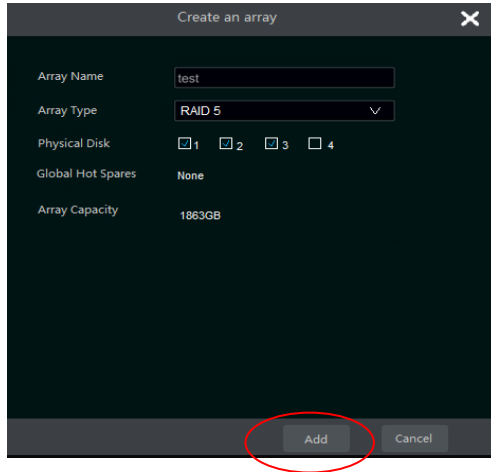 Create an array
Array Name test
Array Type RAID 5
Physical Disk 1 2 3 4
Global Hot Spares None
Array Capacity 1863GB
Add Cancel